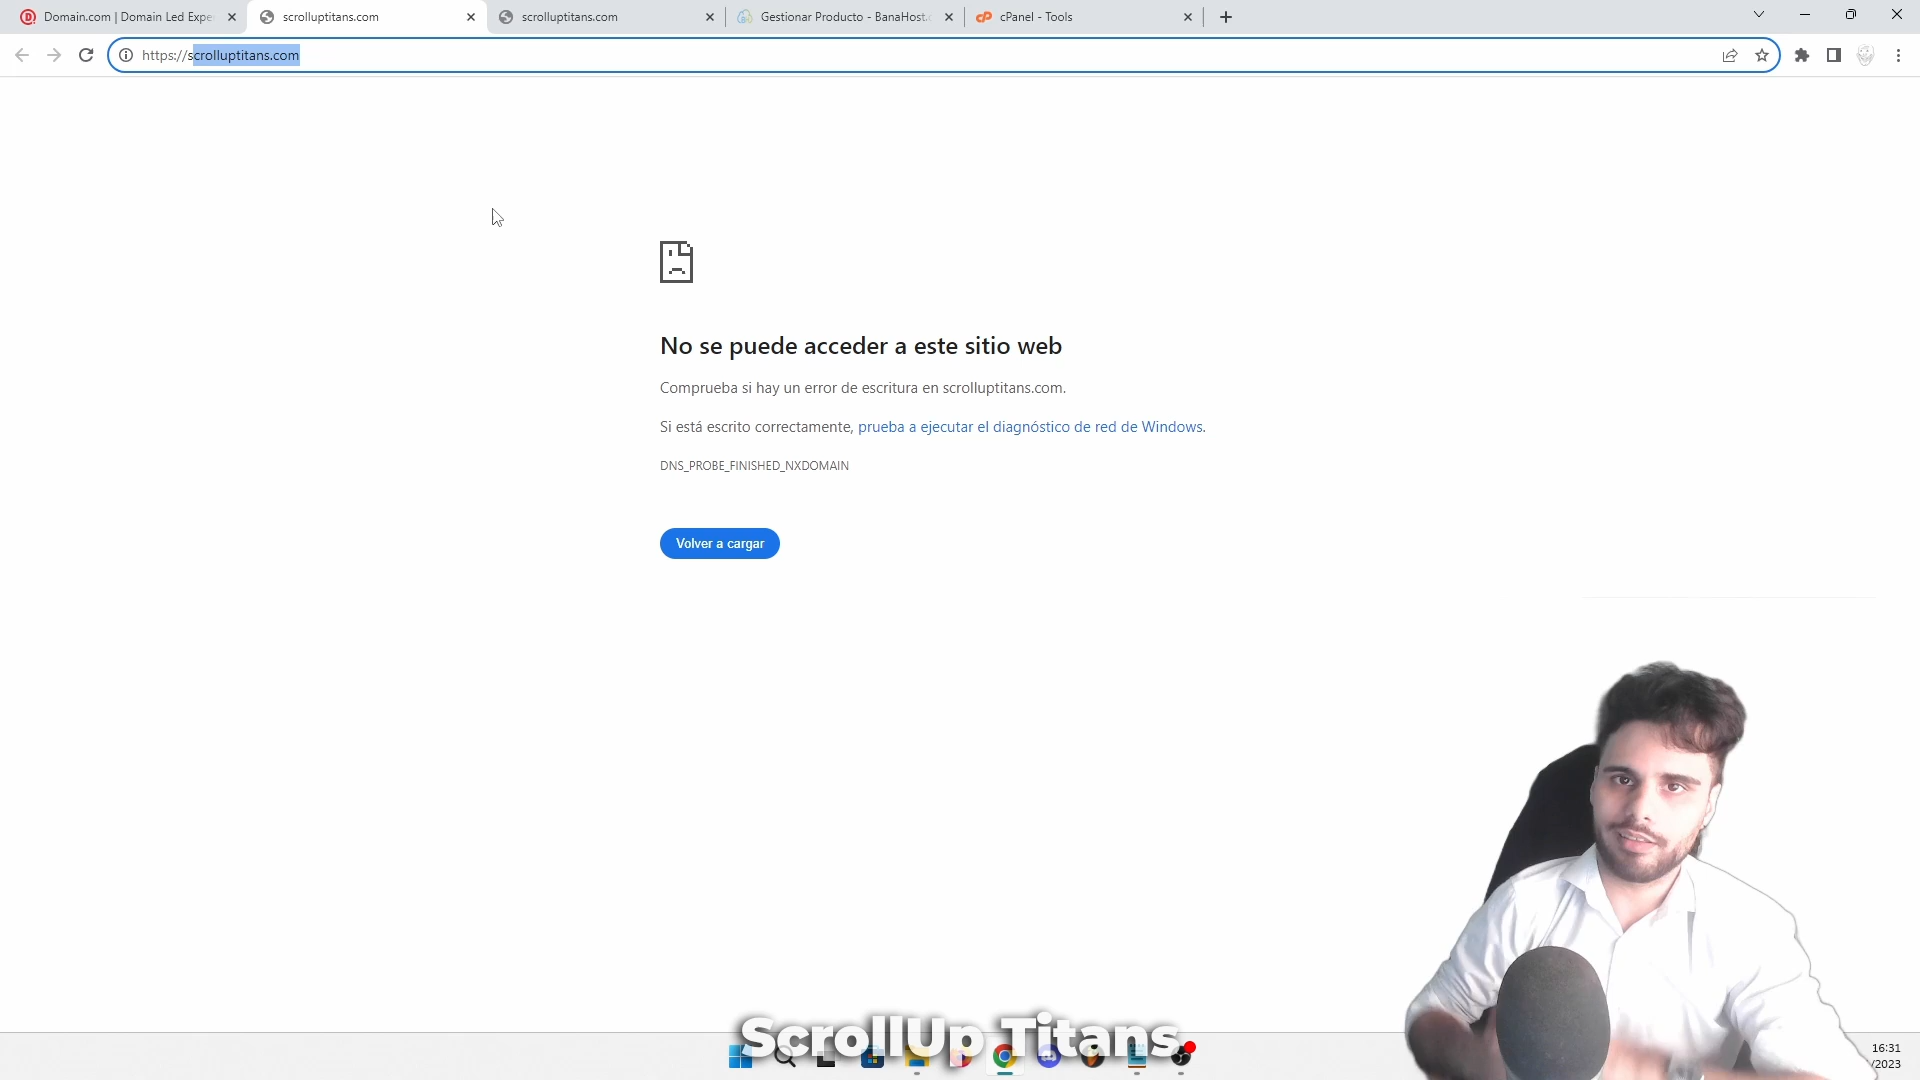 Domain.com | Domain Led Expe
scrolluptitans.com
scrolluptitans.com
Gestionar Producto - BanaHost.
cPanel - Tools
https://scrolluptitans.com
No se puede acceder a este sitio web
Comprueba si hay un error de escritura en scrolluptitans.com.
Si está escrito correctamente, prueba a ejecutar el diagnóstico de red de Windows.
DNS_PROBE_FINISHED_NXDOMAIN
Volver a cargar
ScrollUp Titans
16:31
/2023